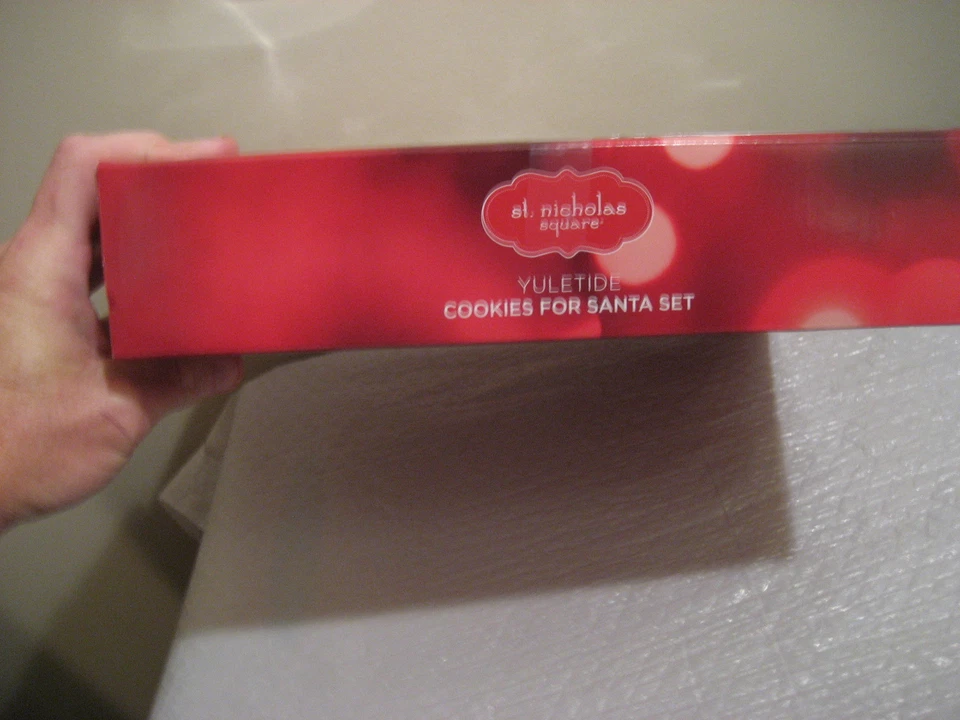 st. nicholas
square
YULETIDE
COOKIES FOR SANTA SET